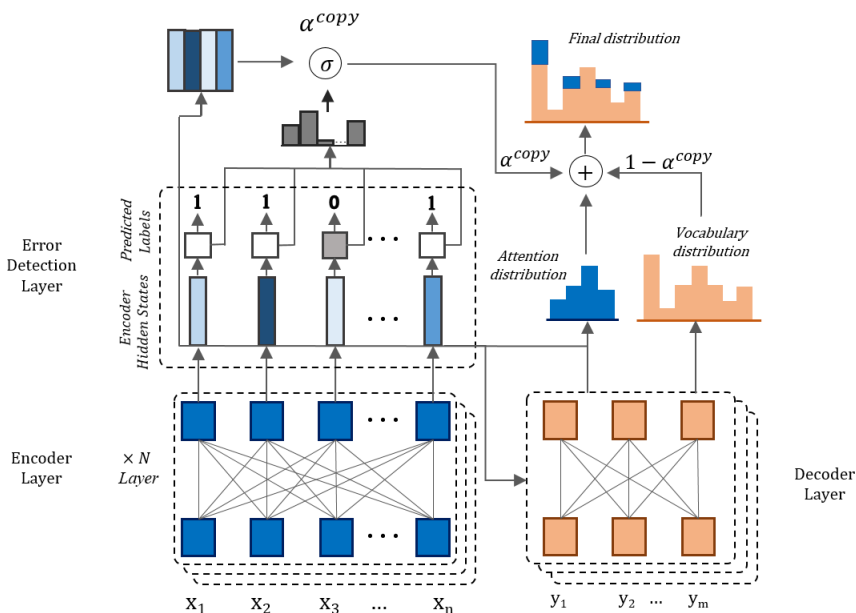 α^copy
σ
Final distribution
α^copy
+
1 − α^copy
1 1 0 1
Predicted
Labels
...
Error
Detection
Layer
Encoder
Hidden States
...
Attention
distribution
Vocabulary
distribution
...
Encoder
Layer
× N
Layer
Decoder
Layer
...
x₁ x₂ x₃ ... xₙ
y₁ y₂ ... yₘ